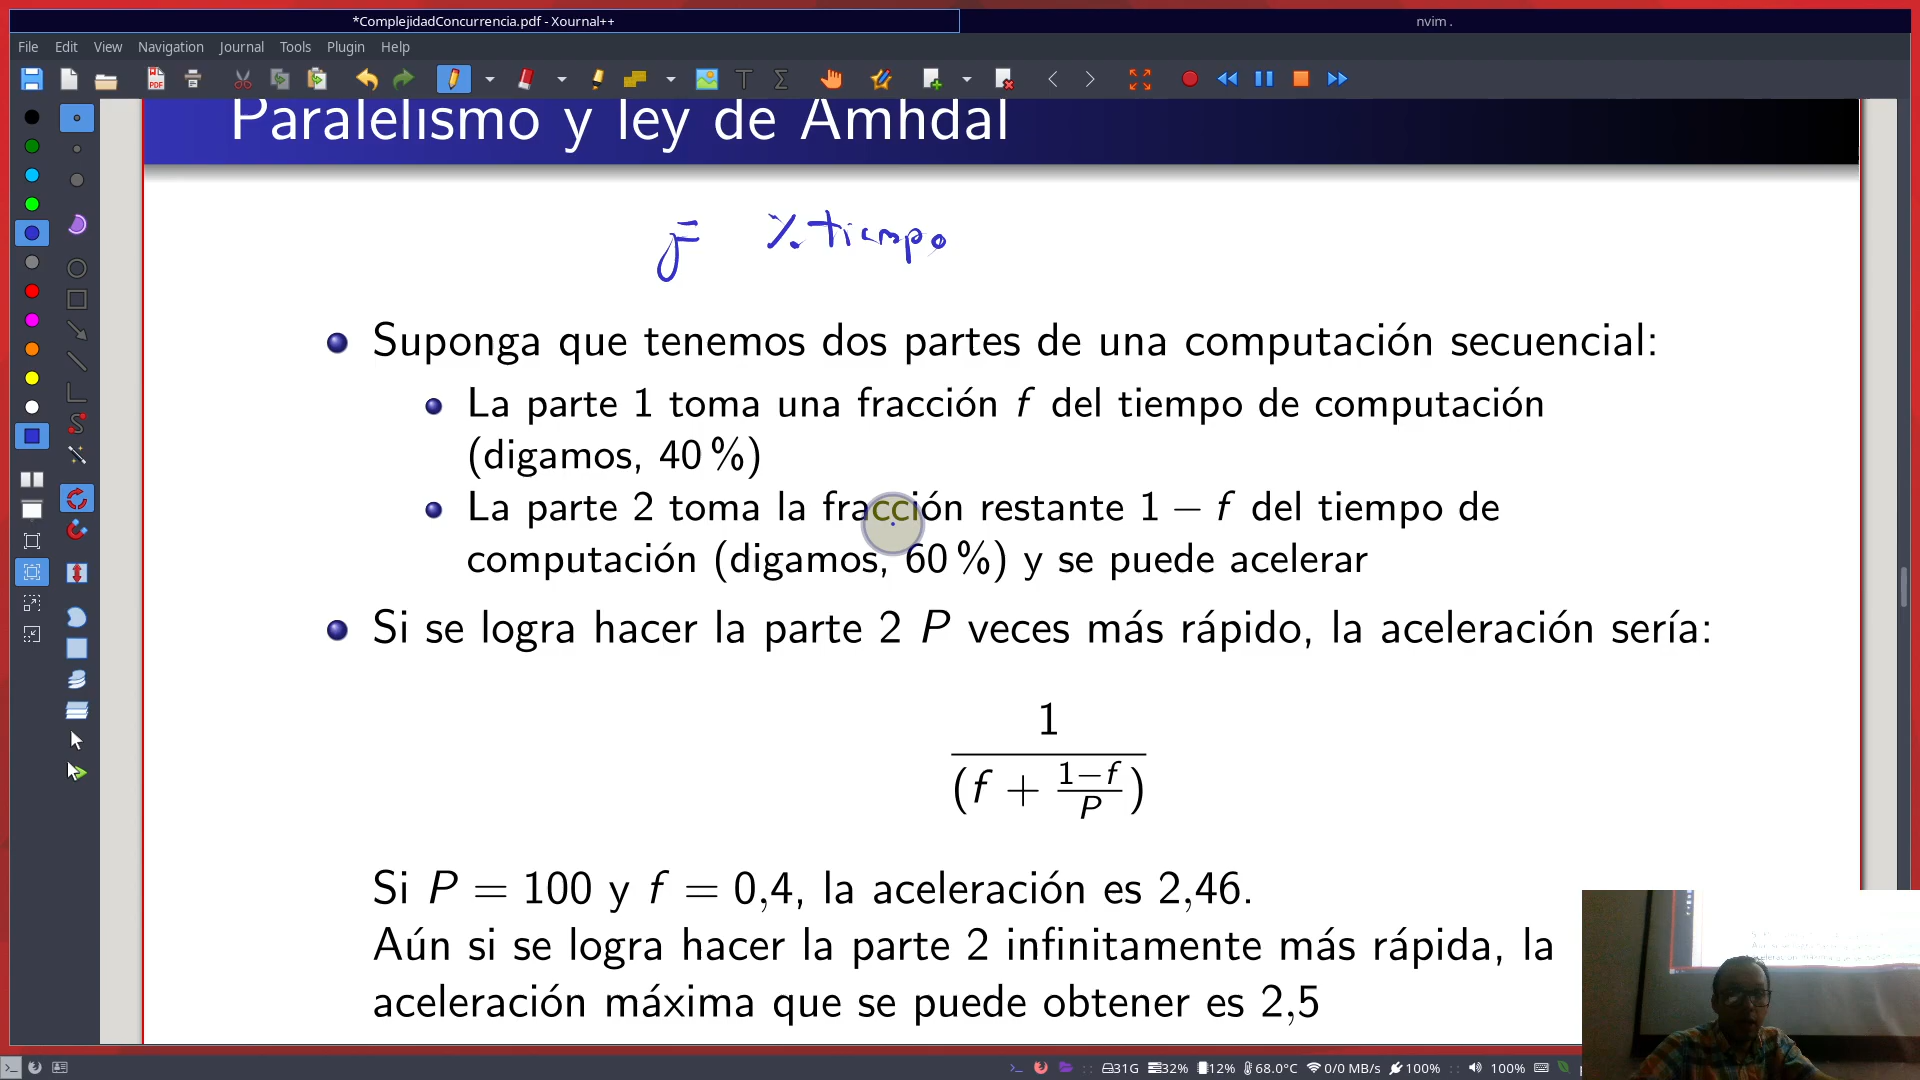 *ComplejidadConcurrencia.pdf - Xournal++
nvim .
File Edit View Navigation Journal Tools Plugin Help
Paralelismo y ley de Amhdal
f= % tiempo
Suponga que tenemos dos partes de una computación secuencial:
La parte 1 toma una fracción f del tiempo de computación
(digamos, 40 %)
La parte 2 toma la fracción restante 1 − f del tiempo de
computación (digamos, 60 %) y se puede acelerar
Si se logra hacer la parte 2 P veces más rápido, la aceleración sería:
1
(f + 1−f
P)
Si P = 100 y f = 0,4, la aceleración es 2,46.
Aún si se logra hacer la parte 2 infinitamente más rápida, la
aceleración máxima que se puede obtener es 2,5
31G 32% 12% 68.0°C 0/0 MB/s 100% :: 100%